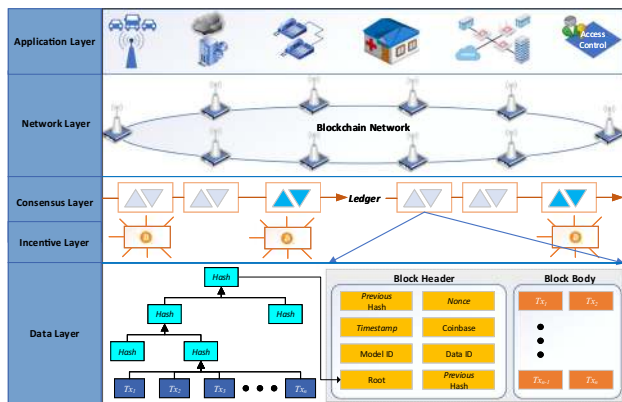 Application Layer
Access
Control
Network Layer
Blockchain Network
Consensus Layer
Ledger
Incentive Layer
Data Layer
Hash
Hash
Hash
Hash
Hash
Tx1
Tx2
Tx3
Txn
Block Header
Previous
Hash
Nonce
Timestamp
Coinbase
Model ID
Data ID
Root
Previous
Hash
Block Body
Tx1
Tx2
Txn-1
Txn